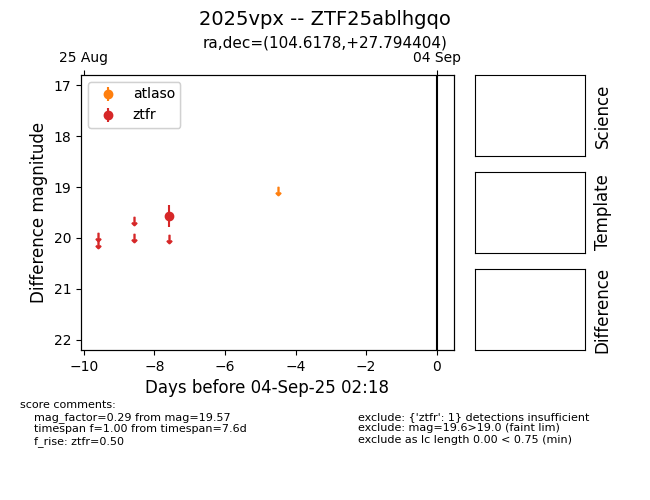 2025vpx -- ZTF25ablhgqo
ra,dec=(104.6178,+27.794404)
25 Aug
04 Sep
atlaso
ztfr
17
18
19
20
21
22
Difference magnitude
−10
−8
−6
−4
−2
0
Days before 04-Sep-25 02:18
Science
Template
Difference
score comments:
mag_factor=0.29 from mag=19.57
timespan f=1.00 from timespan=7.6d
f_rise: ztfr=0.50
exclude: {'ztfr': 1} detections insufficient
exclude: mag=19.6>19.0 (faint lim)
exclude as lc length 0.00 < 0.75 (min)